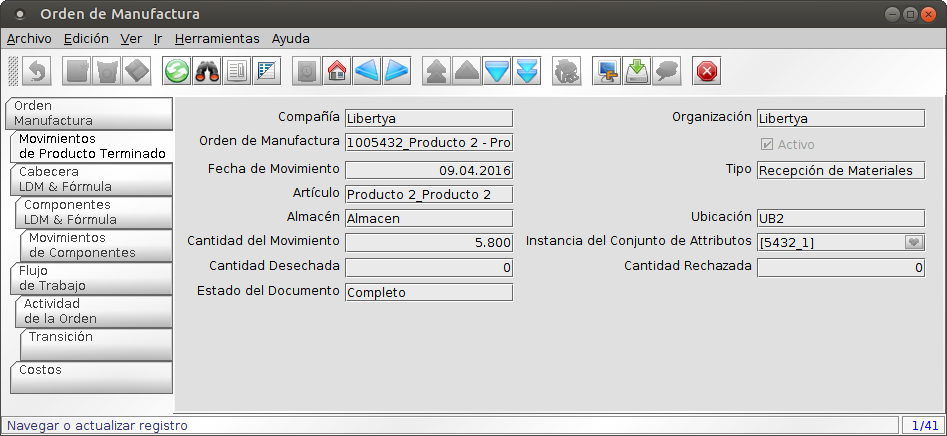 Orden de Manufactura
Archivo Edición Ver Ir Herramientas Ayuda
Orden
Manufactura
Movimientos
de Producto Terminado
Cabecera
LDM & Fórmula
Componentes
LDM & Fórmula
Movimientos
de Componentes
Flujo
de Trabajo
Actividad
de la Orden
Transición
Costos
Compañía Libertya Organización Libertya
Orden de Manufactura 1005432_Producto 2 - Pro Activo
Fecha de Movimiento 09.04.2016 Tipo Recepción de Materiales
Artículo Producto 2_Producto 2
Almacén Almacen Ubicación UB2
Cantidad del Movimiento 5.800 Instancia del Conjunto de Attributos [5432_1]
Cantidad Desechada 0 Cantidad Rechazada 0
Estado del Documento Completo
Navegar o actualizar registro 1/41